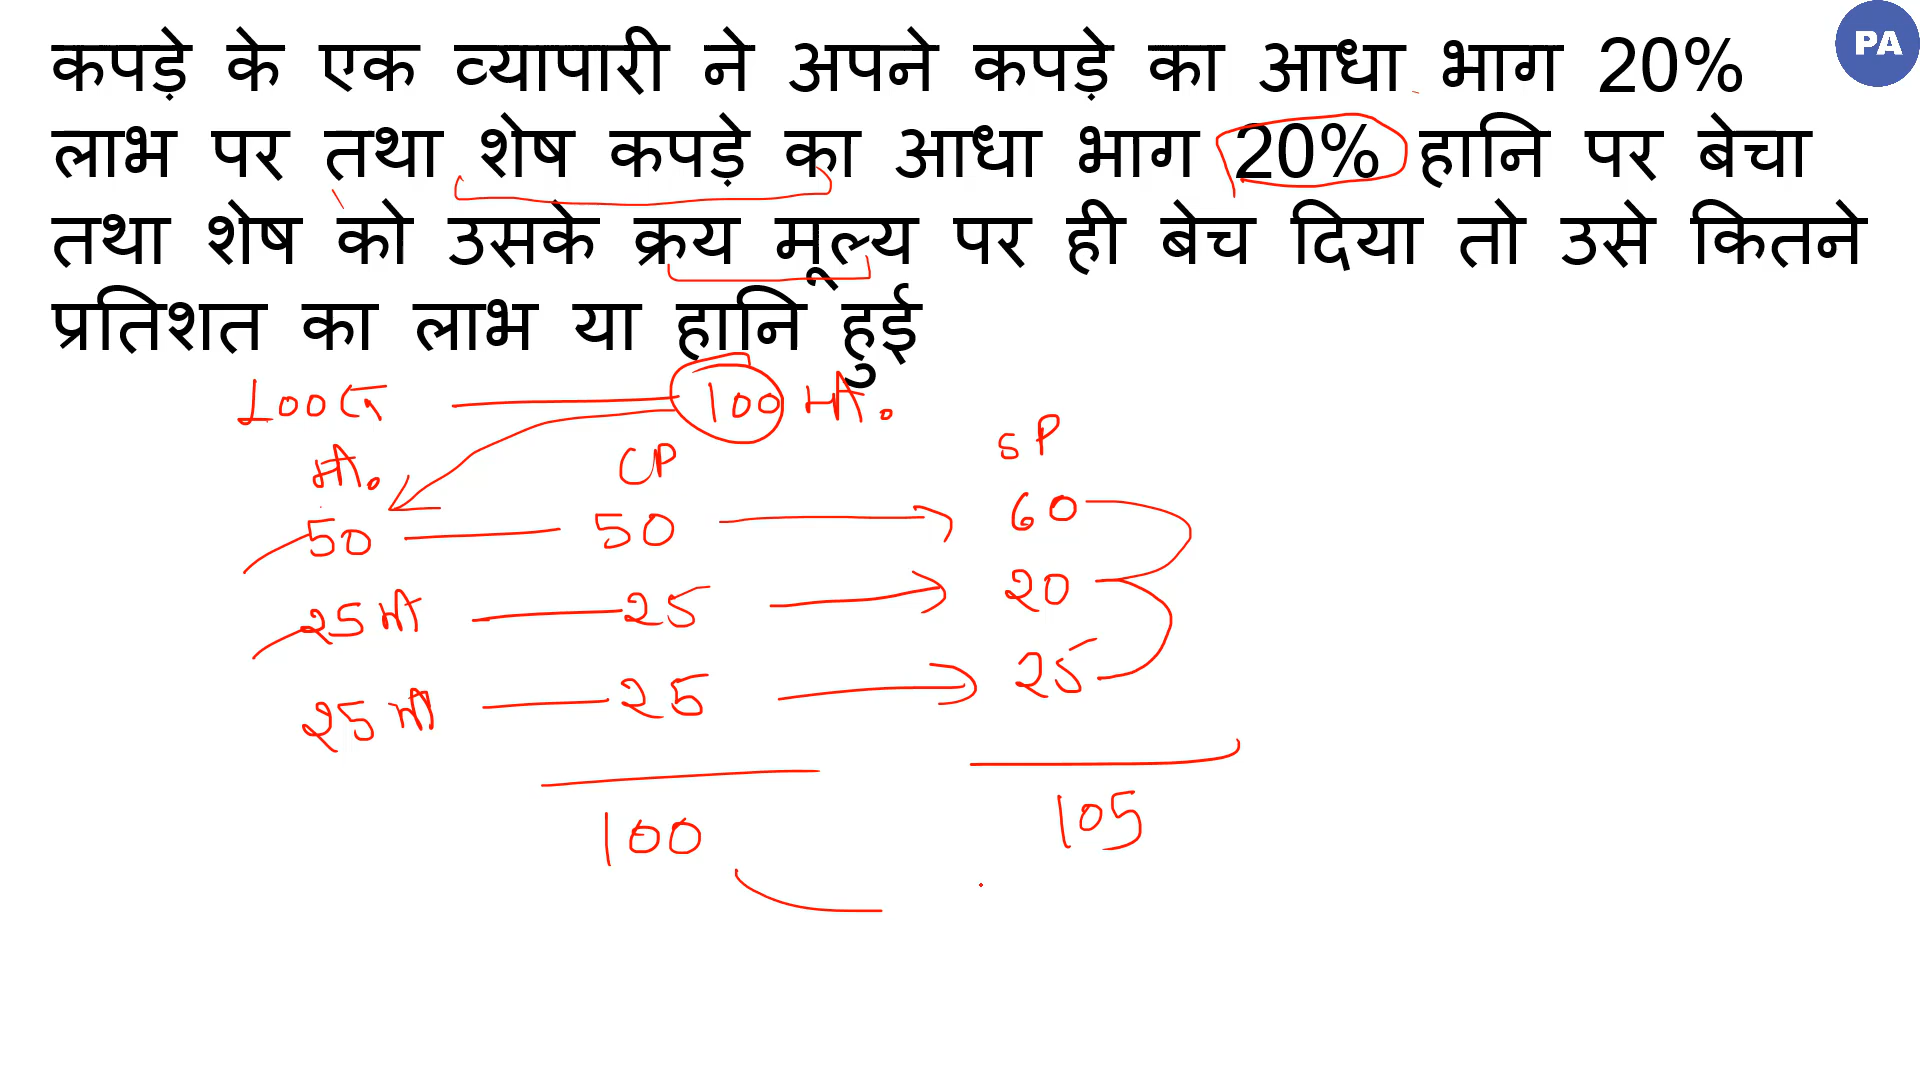 PA
कपड़े के एक व्यापारी ने अपने कपड़े का आधा भाग 20%
लाभ पर तथा शेष कपड़े का आधा भाग 20% हानि पर बेचा
तथा शेष को उसके क्रय मूल्य पर ही बेच दिया तो उसे कितने
प्रतिशत का लाभ या हानि हुई
100 100 मी.
मी. CP SP
50 50 60
25 मी 25 20
25 मी 25 25
100 105